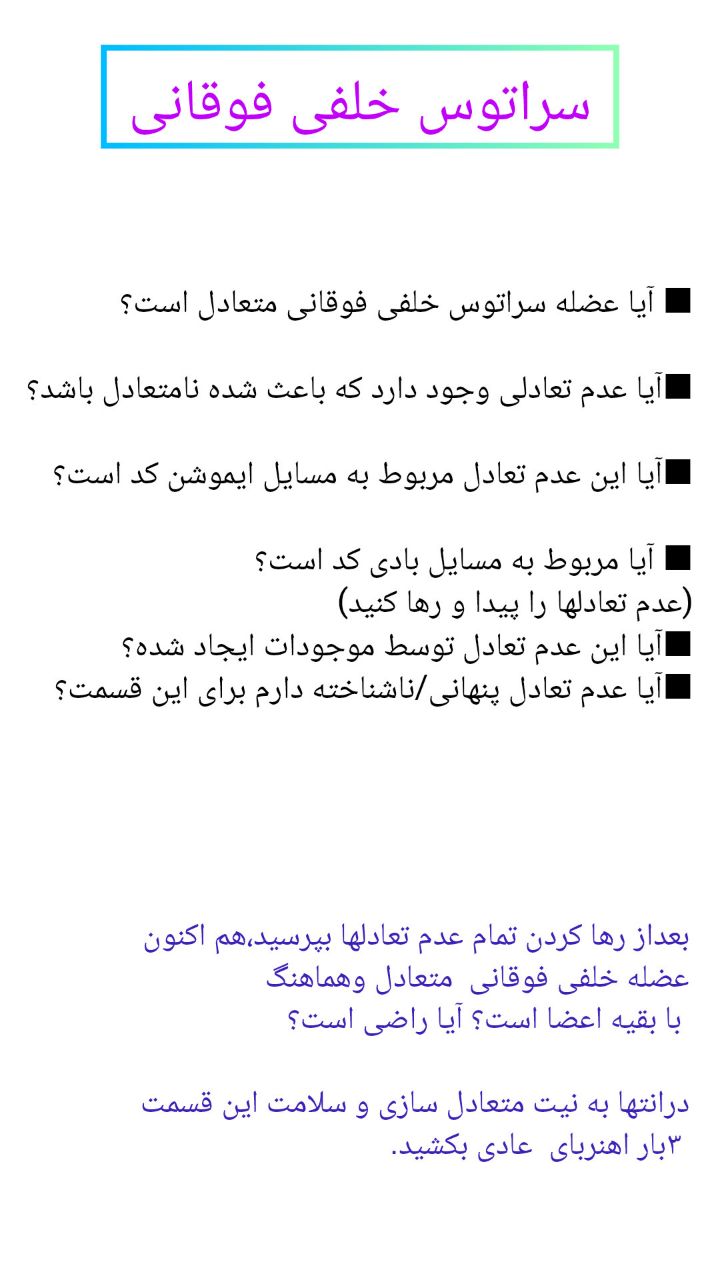 سراتوس خلفی فوقانی
■ آیا عضله سراتوس خلفی فوقانی متعادل است؟
■آیا عدم تعادلی وجود دارد که باعث شده نامتعادل باشد؟
■آیا این عدم تعادل مربوط به مسایل ایموشن کد است؟
■ آیا مربوط به مسایل بادی کد است؟
(عدم تعادلها را پیدا و رها کنید)
■آیا این عدم تعادل توسط موجودات ایجاد شده؟
■آیا عدم تعادل پنهانی/ناشناخته دارم برای این قسمت؟
بعداز رها کردن تمام عدم تعادلها بپرسید،هم اکنون
عضله خلفی فوقانی  متعادل وهماهنگ
با بقیه اعضا است؟ آیا راضی است؟
درانتها به نیت متعادل سازی و سلامت این قسمت
۳بار اهنربای  عادی بکشید.